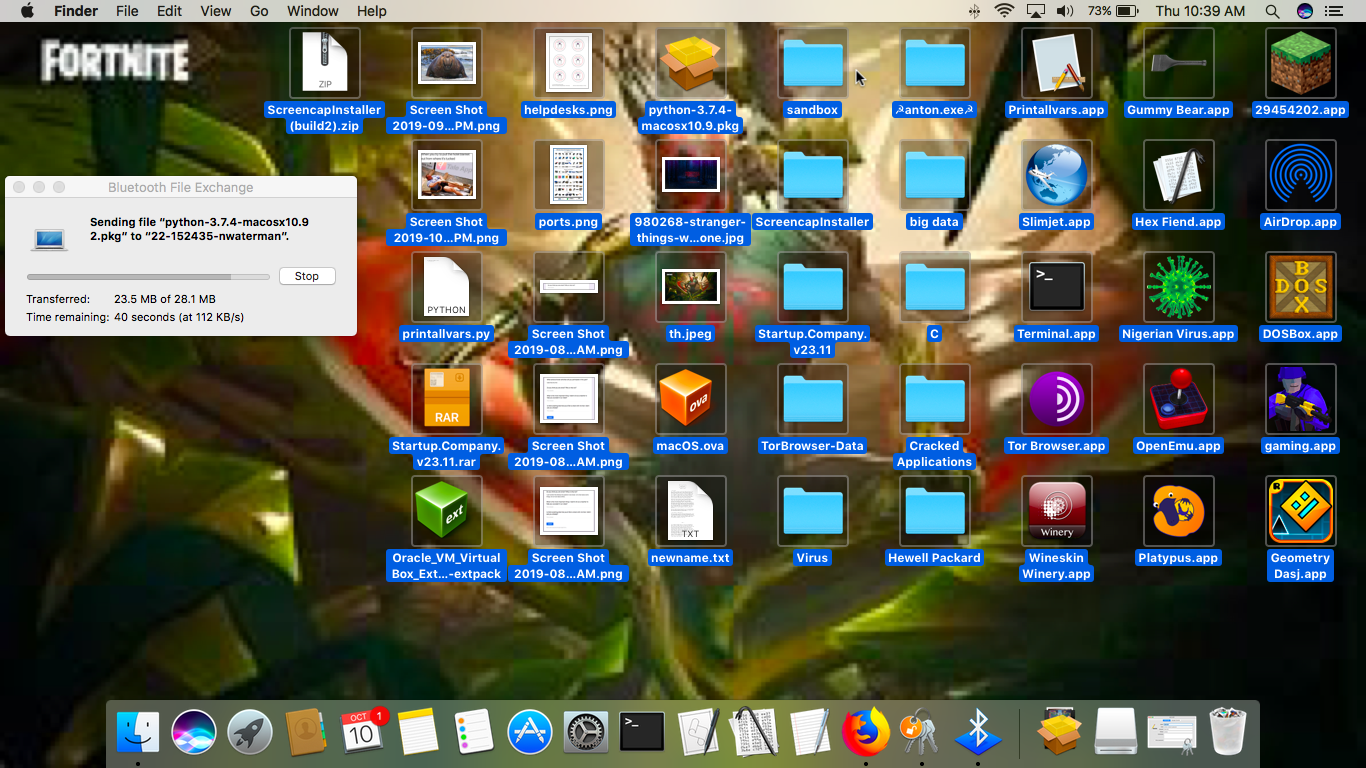 Finder File Edit View Go Window Help 73% Thu 10:39 AM
FORTNITE
ZIP
ScreencapInstaller
(build2).zip
Screen Shot
2019-09...PM.png
helpdesks.png
python-3.7.4-
macosx10.9.pkg
sandbox
☭anton.exe☭
Printallvars.app
Gummy Bear.app
29454202.app
Bluetooth File Exchange
Sending file “python-3.7.4-macosx10.9
2.pkg” to “22-152435-nwaterman”.
Stop
Transferred: 23.5 MB of 28.1 MB
Time remaining: 40 seconds (at 112 KB/s)
Screen Shot
2019-10...PM.png
ports.png
980268-stranger-
things-w...one.jpg
ScreencapInstaller
big data
Slimjet.app
Hex Fiend.app
AirDrop.app
PYTHON
printallvars.py
Screen Shot
2019-08...AM.png
th.jpeg
Startup.Company.
v23.11
C
>_
Terminal.app
Nigerian Virus.app
BOX
DOS
DOSBox.app
RAR
Startup.Company.
v23.11.rar
Screen Shot
2019-08...AM.png
ova
macOS.ova
TorBrowser-Data
Cracked
Applications
Tor Browser.app
OpenEmu.app
gaming.app
ext
Oracle_VM_Virtual
Box_Ext...-extpack
Screen Shot
2019-08...AM.png
TXT
newname.txt
Virus
Hewell Packard
Winery
Wineskin
Winery.app
Platypus.app
R
Geometry
Dasj.app
OCT
10
1
>_